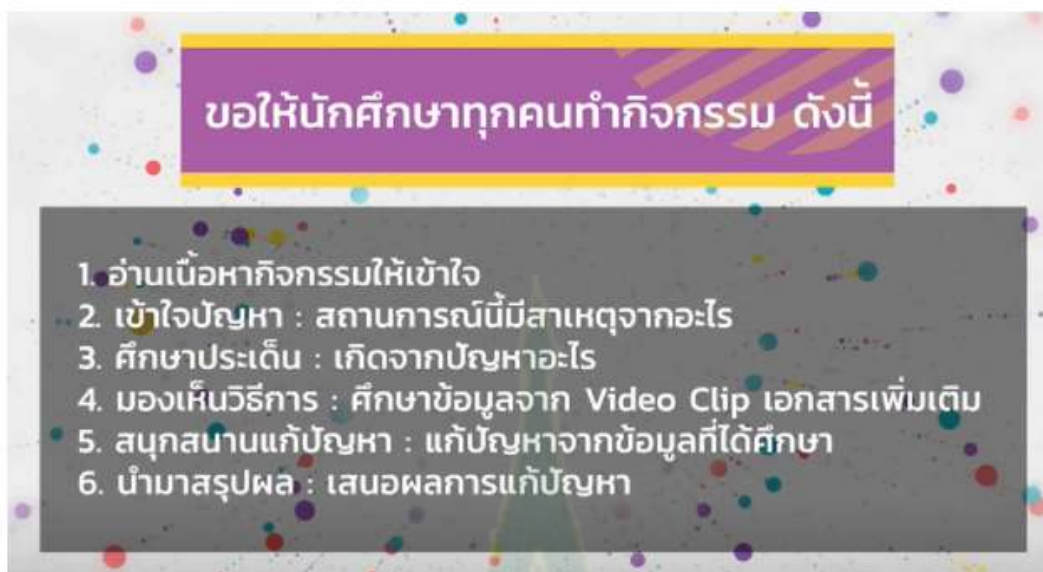 ขอให้นักศึกษาทุกคนทำกิจกรรม ดังนี้
1. อ่านเนื้อหากิจกรรมให้เข้าใจ
2. เข้าใจปัญหา : สถานการณ์นี้มีสาเหตุจากอะไร
3. ศึกษาประเด็น : เกิดจากปัญหาอะไร
4. มองเห็นวิธีการ : ศึกษาข้อมูลจาก Video Clip เอกสารเพิ่มเติม
5. สนุกสนานแก้ปัญหา : แก้ปัญหาจากข้อมูลที่ได้ศึกษา
6. นำมาสรุปผล : เสนอผลการแก้ปัญหา